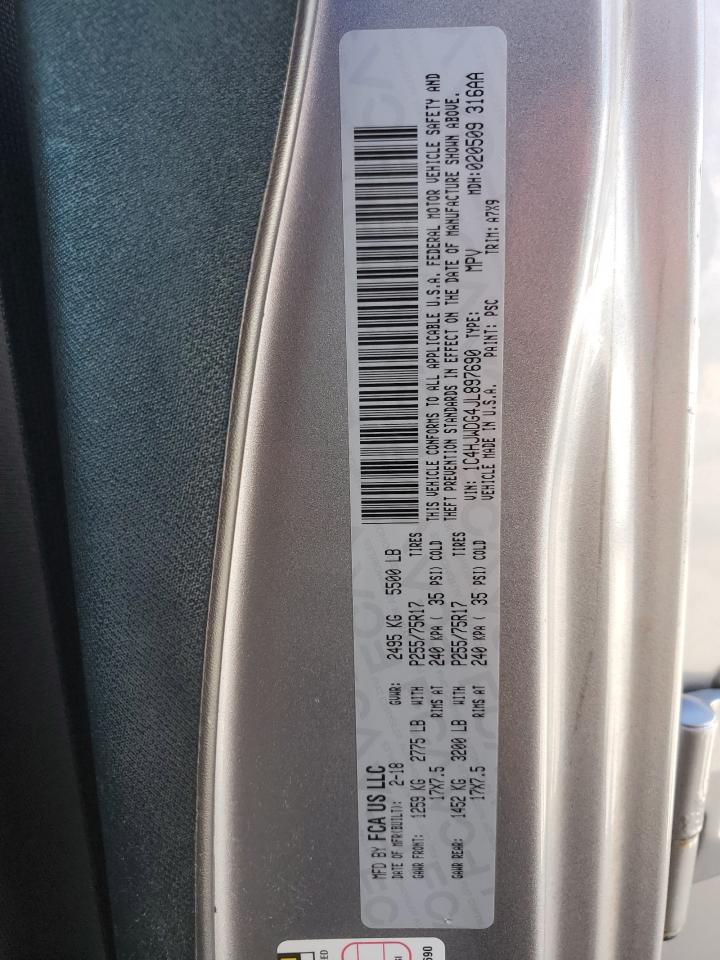 MFD BY FCA US LLC
DATE OF MFR(BUILT): 2-18 GVWR: 2495 KG 5500 LB
GAWR FRONT: 1259 KG 2775 LB WITH P255/75R17 TIRES
17X7.5 RIMS AT 240 KPA ( 35 PSI) COLD
GAWR REAR: 1452 KG 3200 LB WITH P255/75R17 TIRES
17X7.5 RIMS AT 240 KPA ( 35 PSI) COLD
THIS VEHICLE CONFORMS TO ALL APPLICABLE U.S.A. FEDERAL MOTOR VEHICLE SAFETY AND
THEFT PREVENTION STANDARDS IN EFFECT ON THE DATE OF MANUFACTURE SHOWN ABOVE.
VIN: 1C4HJWDG4JL897690 TYPE: MPV MDH:020509 316AA
VEHICLE MADE IN U.S.A. PAINT: PSC TRIM: A7X9
690